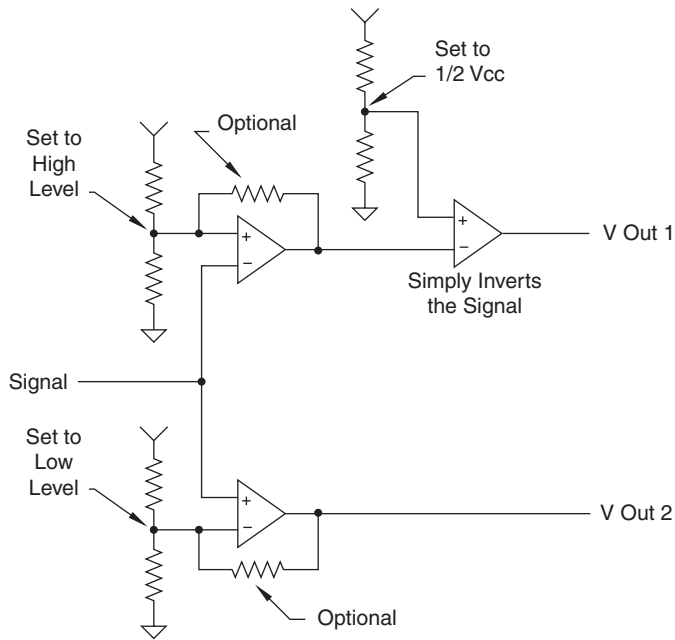 Set to
1/2 Vcc
Optional
Set to
High
Level
+
−
+
−
V Out 1
Simply Inverts
the Signal
Signal
Set to
Low
Level
+
−
V Out 2
Optional